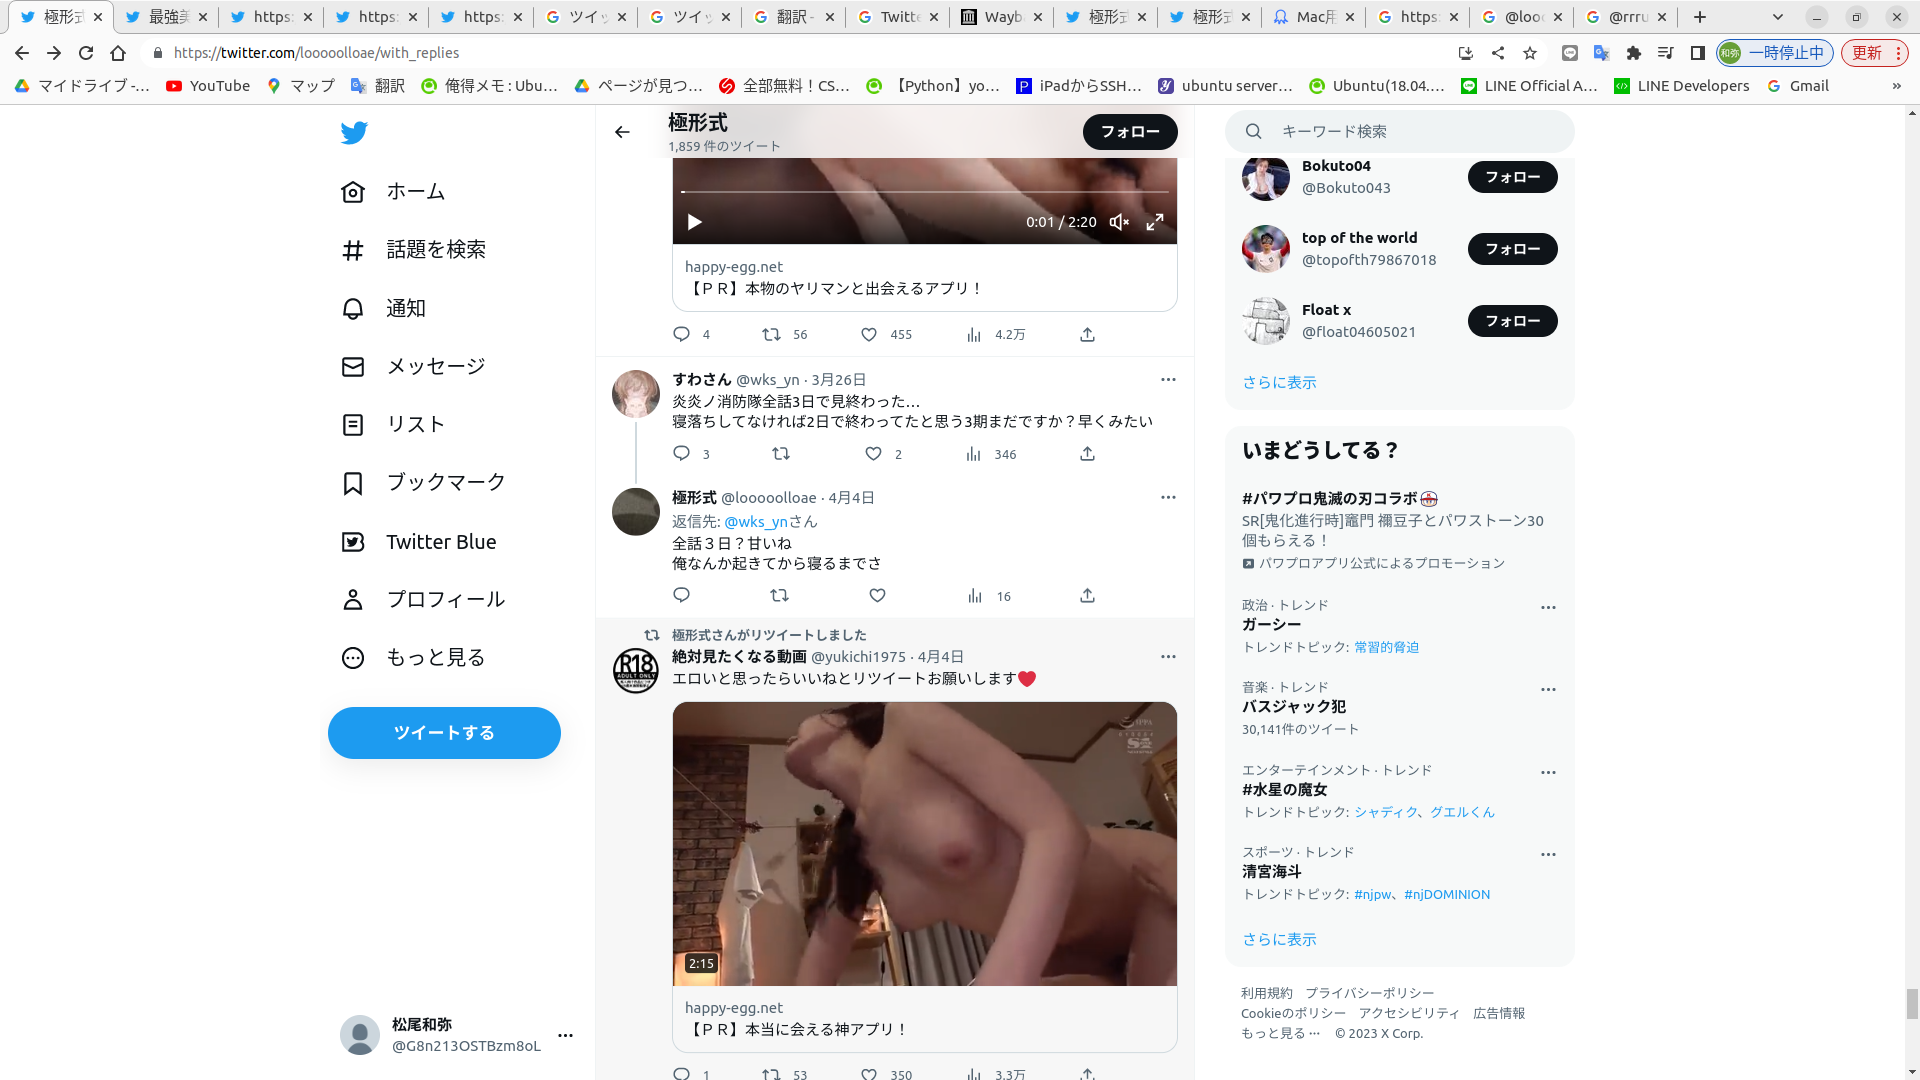 極形式
最強美
https:
https:
https:
ツイッ
ツイッ
翻訳 -
Twitte
Wayb
極形式
極形式
Mac用
https:
@looo
@rrru
https://twitter.com/looooolloae/with_replies
和弥
一時停止中
更新
マイドライブ -...
YouTube
マップ
翻訳
俺得メモ : Ubu...
ページが見つ...
全部無料！CS...
【Python】yo...
iPadからSSH...
ubuntu server...
Ubuntu(18.04....
LINE Official A...
LINE Developers
Gmail
»
ホーム
話題を検索
通知
メッセージ
リスト
ブックマーク
Twitter Blue
プロフィール
もっと見る
ツイートする
松尾和弥
@G8n213OSTBzm8oL
極形式
1,859 件のツイート
フォロー
0:01 / 2:20
happy-egg.net
【ＰＲ】本物のヤリマンと出会えるアプリ！
4 56 455 4.2万
すわさん @wks_yn · 3月26日
炎炎ノ消防隊全話3日で見終わった…
寝落ちしてなければ2日で終わってたと思う3期まだですか？早くみたい
3 2 346
極形式 @looooolloae · 4月4日
返信先: @wks_ynさん
全話３日？甘いね
俺なんか起きてから寝るまでさ
16
極形式さんがリツイートしました
R18
ADULT ONLY
絶対見たくなる動画 @yukichi1975 · 4月4日
エロいと思ったらいいねとリツイートお願いします❤️
S1
2:15
happy-egg.net
【ＰＲ】本当に会える神アプリ！
1 53 350 3.3万
キーワード検索
Bokuto04
@Bokuto043
フォロー
top of the world
@topofth79867018
フォロー
Float x
@float04605021
フォロー
さらに表示
いまどうしてる？
#パワプロ鬼滅の刃コラボ
SR[鬼化進行時]竈門 禰豆子とパワストーン30
個もらえる！
パワプロアプリ公式によるプロモーション
政治 · トレンド
ガーシー
トレンドトピック: 常習的脅迫
音楽 · トレンド
バスジャック犯
30,141件のツイート
エンターテインメント · トレンド
#水星の魔女
トレンドトピック: シャディク、グエルくん
スポーツ · トレンド
清宮海斗
トレンドトピック: #njpw、#njDOMINION
さらに表示
利用規約 プライバシーポリシー
Cookieのポリシー アクセシビリティ 広告情報
もっと見る ··· © 2023 X Corp.